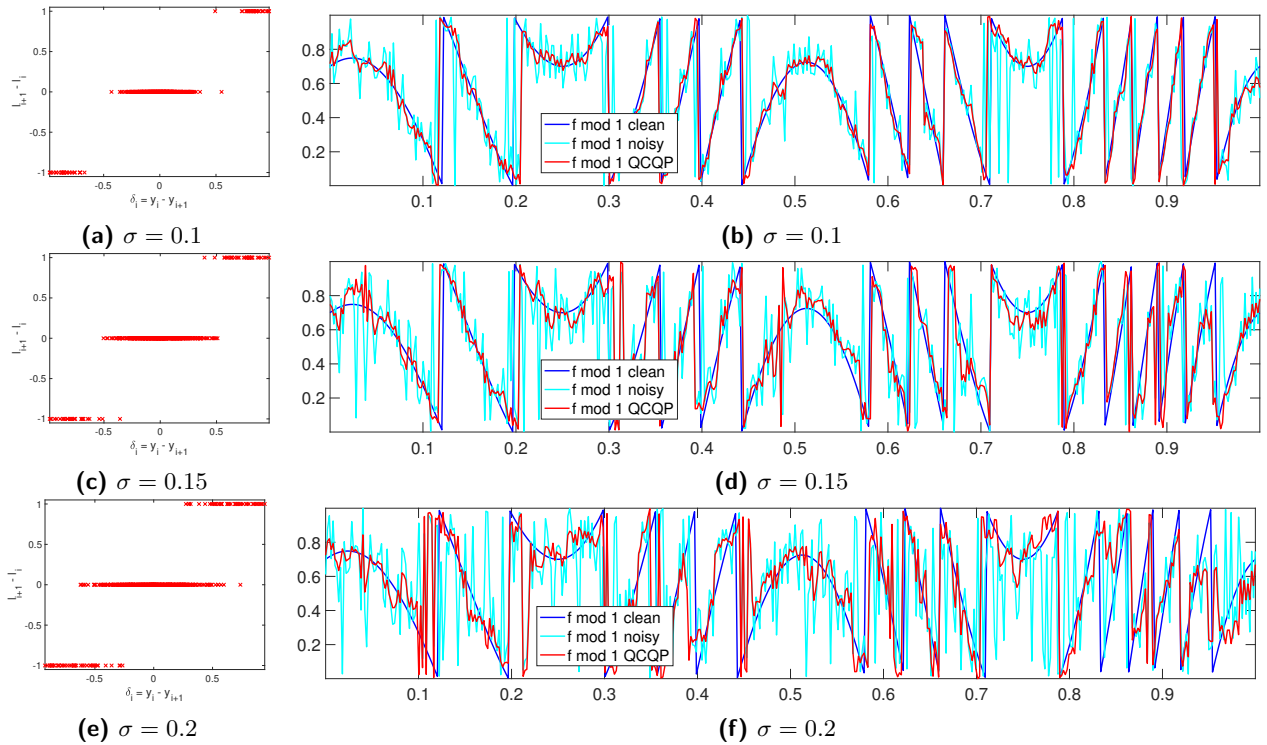 1
0.5
0
-0.5
-1
l_{i+1} - l_i
-0.5 0 0.5
δ_i = y_i - y_{i+1}
(a) σ = 0.1
0.8
0.6
0.4
0.2
f mod 1 clean
f mod 1 noisy
f mod 1 QCQP
0.1 0.2 0.3 0.4 0.5 0.6 0.7 0.8 0.9
(b) σ = 0.1
1
0.5
0
-0.5
-1
l_{i+1} - l_i
-0.5 0 0.5
δ_i = y_i - y_{i+1}
(c) σ = 0.15
0.8
0.6
0.4
0.2
f mod 1 clean
f mod 1 noisy
f mod 1 QCQP
0.1 0.2 0.3 0.4 0.5 0.6 0.7 0.8 0.9
(d) σ = 0.15
1
0.5
0
-0.5
-1
l_{i+1} - l_i
-0.5 0 0.5
δ_i = y_i - y_{i+1}
(e) σ = 0.2
0.8
0.6
0.4
0.2
f mod 1 clean
f mod 1 noisy
f mod 1 QCQP
0.1 0.2 0.3 0.4 0.5 0.6 0.7 0.8 0.9
(f) σ = 0.2